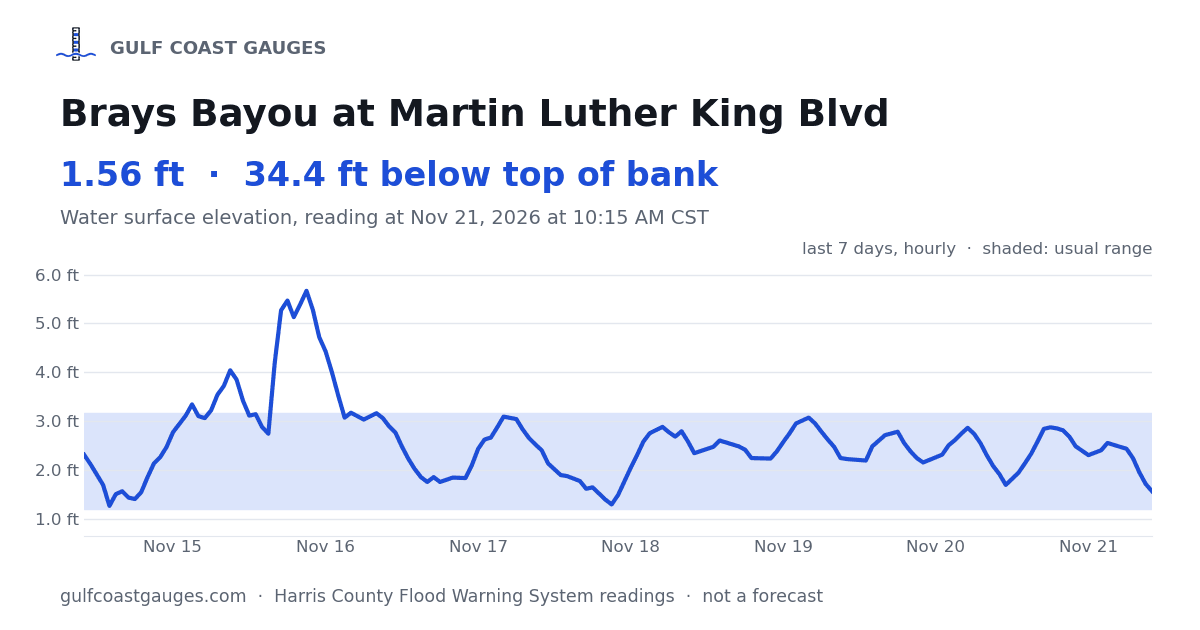 GULF COAST GAUGES
Brays Bayou at Martin Luther King Blvd
1.56 ft · 34.4 ft below top of bank
Water surface elevation, reading at Nov 21, 2026 at 10:15 AM CST
last 7 days, hourly · shaded: usual range
6.0 ft
5.0 ft
4.0 ft
3.0 ft
2.0 ft
1.0 ft
Nov 15 Nov 16 Nov 17 Nov 18 Nov 19 Nov 20 Nov 21
gulfcoastgauges.com · Harris County Flood Warning System readings · not a forecast